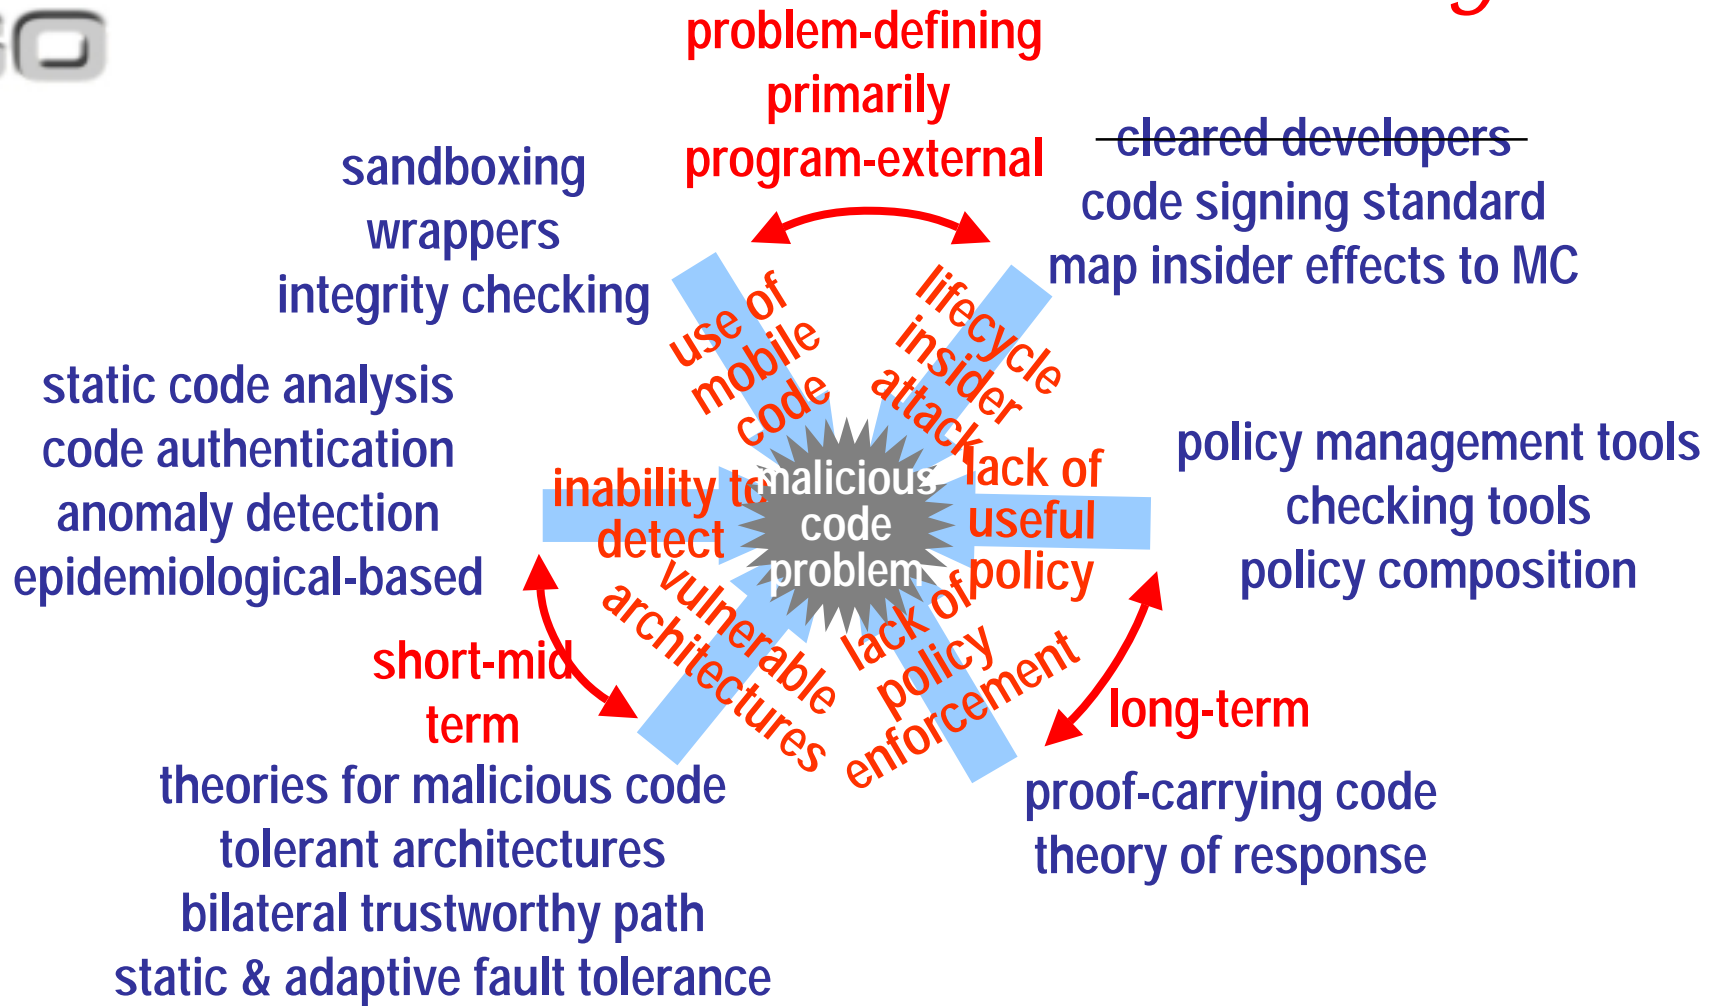 problem-defining
primarily
program-external
cleared developers
code signing standard
map insider effects to MC
sandboxing
wrappers
integrity checking
use of
mobile
code
lifecycle
insider
attack
static code analysis
code authentication
anomaly detection
epidemiological-based
inability to
detect
malicious
code
problem
lack of
useful
policy
policy management tools
checking tools
policy composition
vulnerable
architectures
lack of
policy
enforcement
short-mid
term
long-term
theories for malicious code
tolerant architectures
bilateral trustworthy path
static & adaptive fault tolerance
proof-carrying code
theory of response